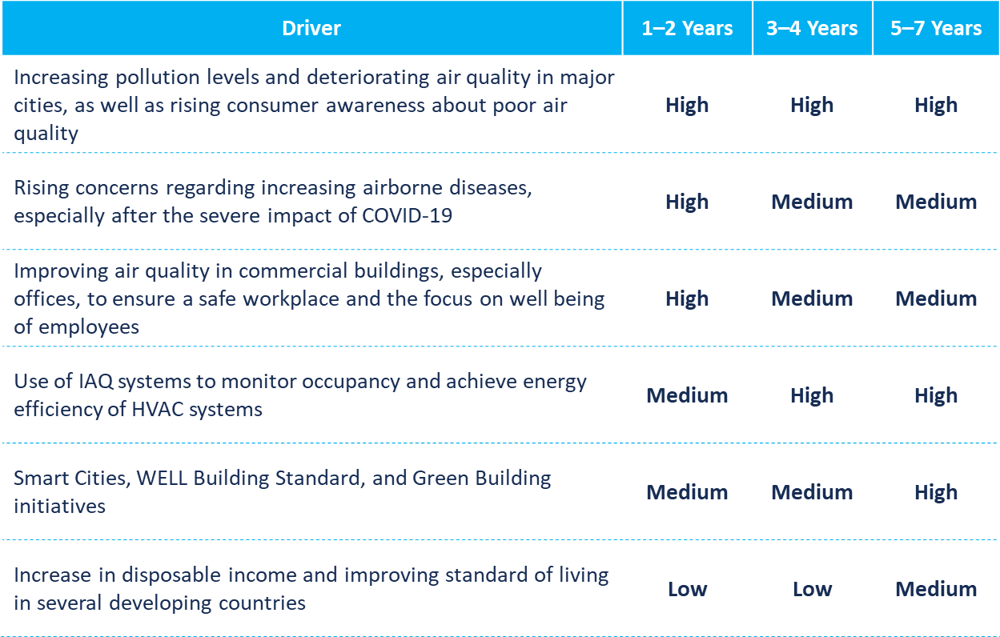 Driver 1–2 Years 3–4 Years 5–7 Years
Increasing pollution levels and deteriorating air quality in major
cities, as well as rising consumer awareness about poor air
quality
High High High
Rising concerns regarding increasing airborne diseases,
especially after the severe impact of COVID-19
High Medium Medium
Improving air quality in commercial buildings, especially
offices, to ensure a safe workplace and the focus on well being
of employees
High Medium Medium
Use of IAQ systems to monitor occupancy and achieve energy
efficiency of HVAC systems
Medium High High
Smart Cities, WELL Building Standard, and Green Building
initiatives
Medium Medium High
Increase in disposable income and improving standard of living
in several developing countries
Low Low Medium